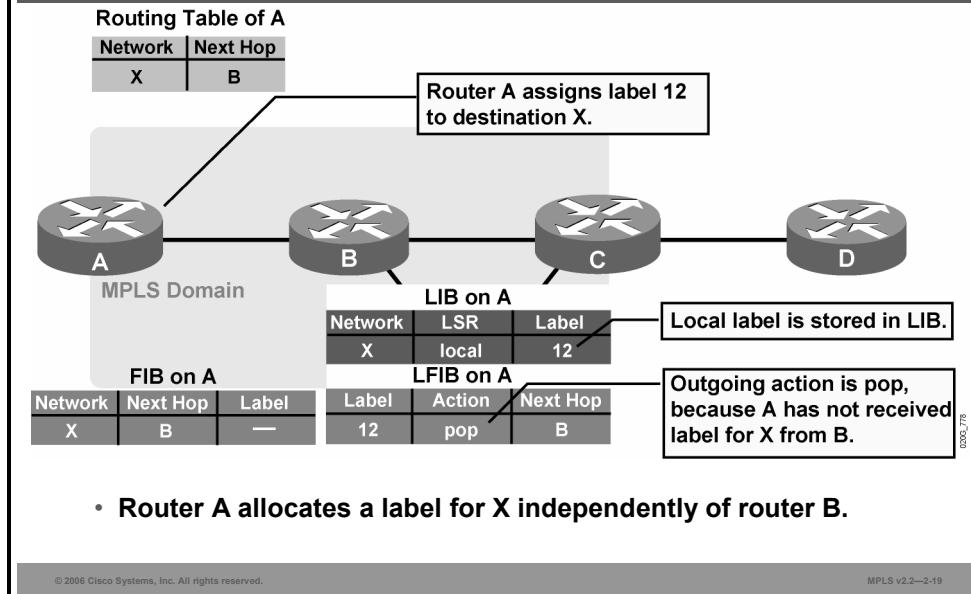 Routing Table of A
Network Next Hop
X B
Router A assigns label 12
to destination X.
A
B
C
D
MPLS Domain
LIB on A
Network LSR Label
X local 12
Local label is stored in LIB.
FIB on A
Network Next Hop Label
X B —
LFIB on A
Label Action Next Hop
12 pop B
Outgoing action is pop,
because A has not received
label for X from B.
020G_778
• Router A allocates a label for X independently of router B.
© 2006 Cisco Systems, Inc. All rights reserved.
MPLS v2.2—2-19